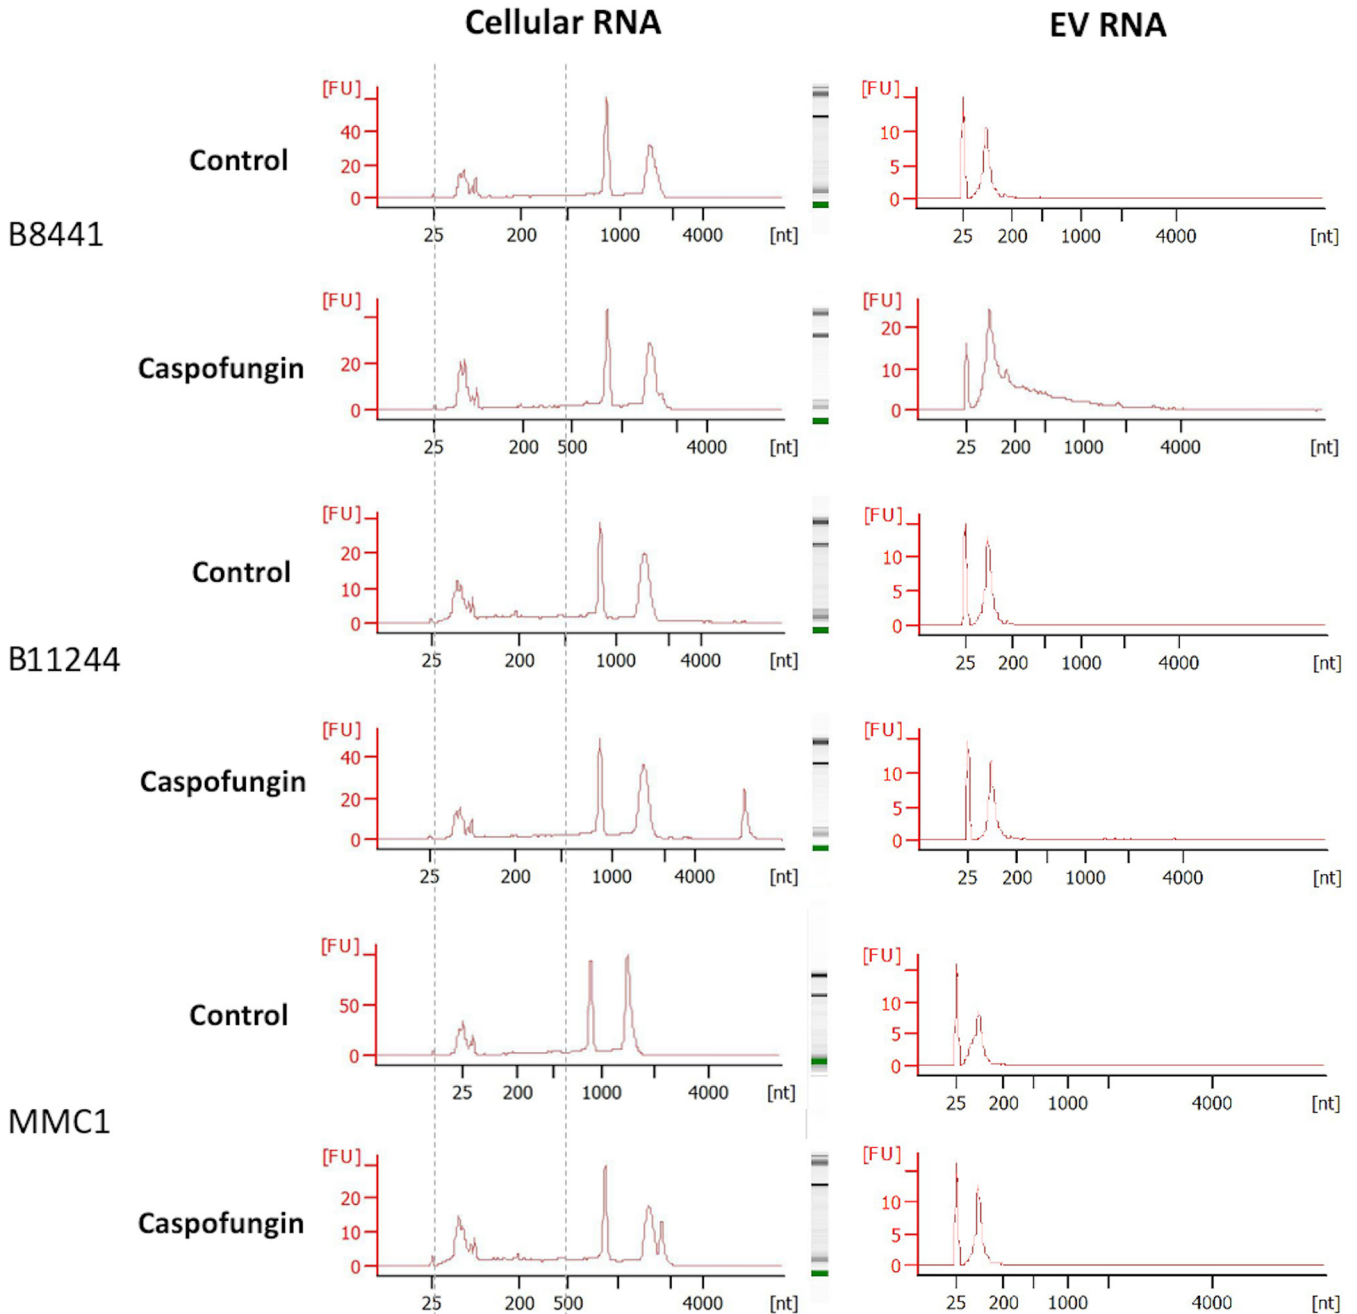 Cellular RNA EV RNA
[FU] [FU]
40 10
Control
20 5
0 0
25 200 1000 4000 [nt] 25 200 1000 4000 [nt]
B8441
[FU] [FU]
20
Caspofungin 20 10
0 0
25 200 500 4000 [nt] 25 200 1000 4000 [nt]
[FU] [FU]
20 10
Control
10 5
0 0
25 200 1000 4000 [nt] 25 200 1000 4000 [nt]
B11244
[FU] [FU]
40 10
Caspofungin
20 5
0 0
25 200 1000 4000 [nt] 25 200 1000 4000 [nt]
[FU] [FU]
50 10
Control
5
0 0
25 200 1000 4000 [nt] 25 200 1000 4000 [nt]
MMC1
[FU] [FU]
20 10
Caspofungin
10 5
0 0
25 200 500 4000 [nt] 25 200 1000 4000 [nt]